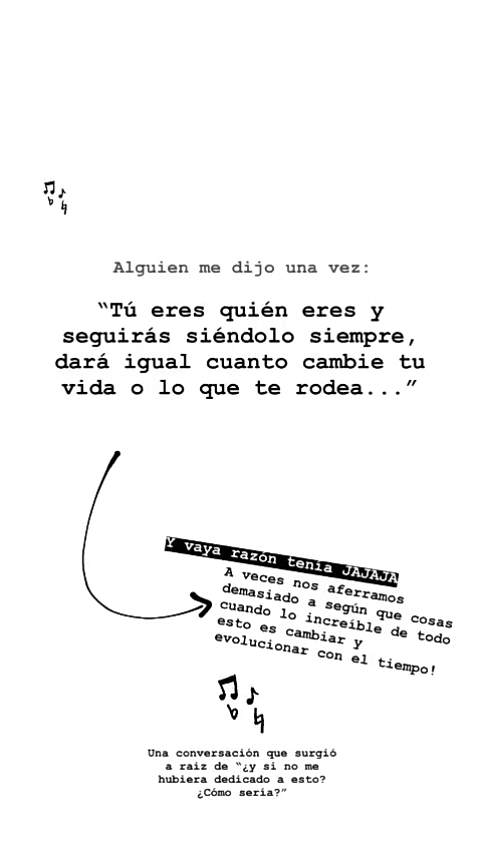 Alguien me dijo una vez:
“Tú eres quién eres y
seguirás siéndolo siempre,
dará igual cuanto cambie tu
vida o lo que te rodea...”
Y vaya razón tenía JAJAJA
A veces nos aferramos
demasiado a según que cosas
cuando lo increíble de todo
esto es cambiar y
evolucionar con el tiempo!
Una conversación que surgió
a raiz de “¿y si no me
hubiera dedicado a esto?
¿Cómo sería?”